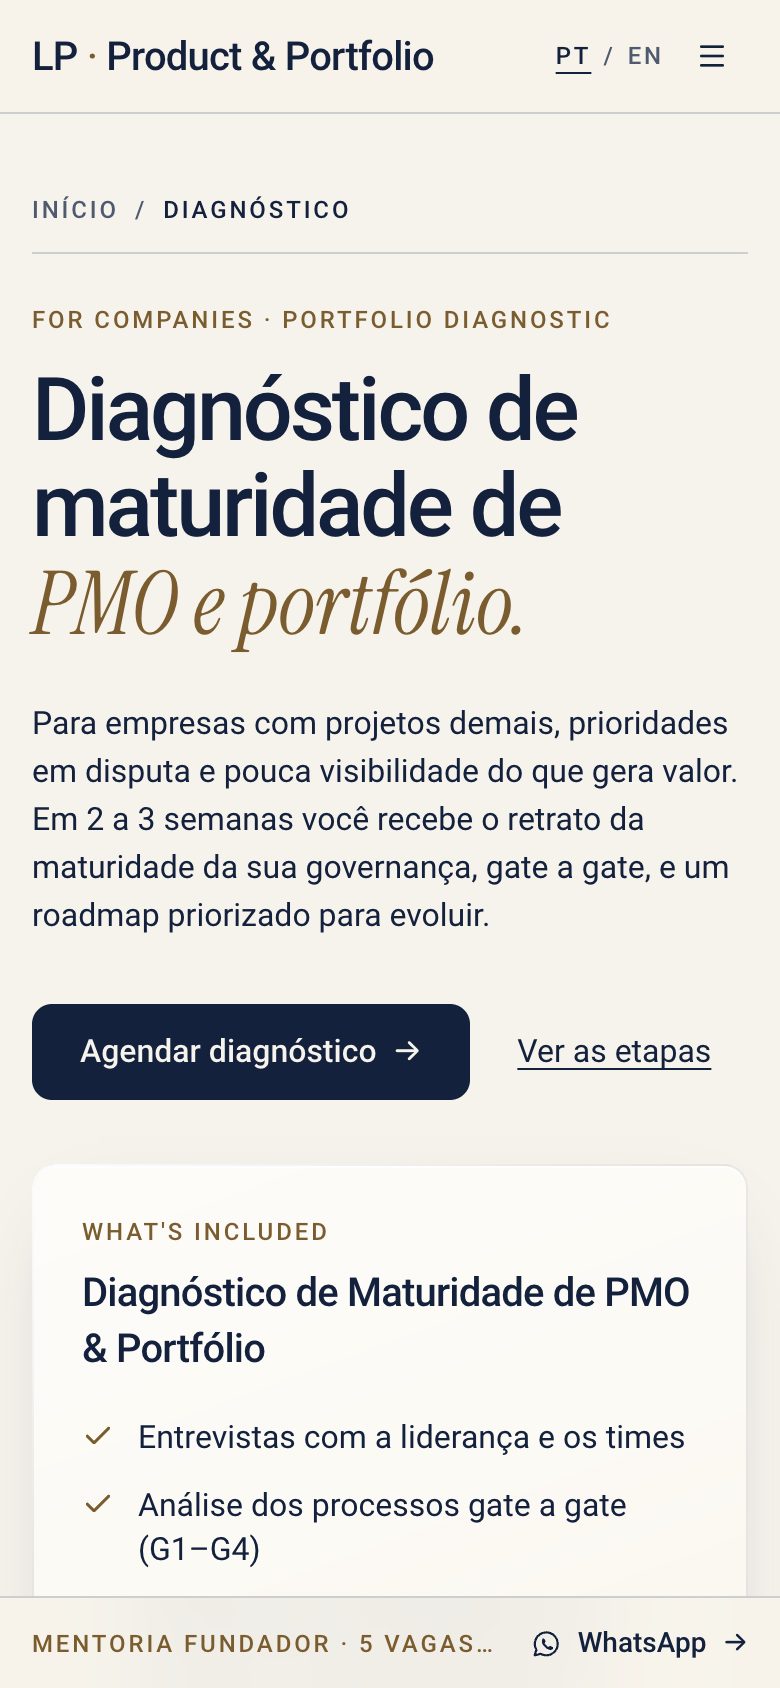 LP · Product & Portfolio
PT / EN
INÍCIO / DIAGNÓSTICO
FOR COMPANIES · PORTFOLIO DIAGNOSTIC
Diagnóstico de
maturidade de
PMO e portfólio.
Para empresas com projetos demais, prioridades
em disputa e pouca visibilidade do que gera valor.
Em 2 a 3 semanas você recebe o retrato da
maturidade da sua governança, gate a gate, e um
roadmap priorizado para evoluir.
Agendar diagnóstico →
Ver as etapas
WHAT'S INCLUDED
Diagnóstico de Maturidade de PMO
& Portfólio
Entrevistas com a liderança e os times
Análise dos processos gate a gate
(G1–G4)
MENTORIA FUNDADOR · 5 VAGAS…
WhatsApp →